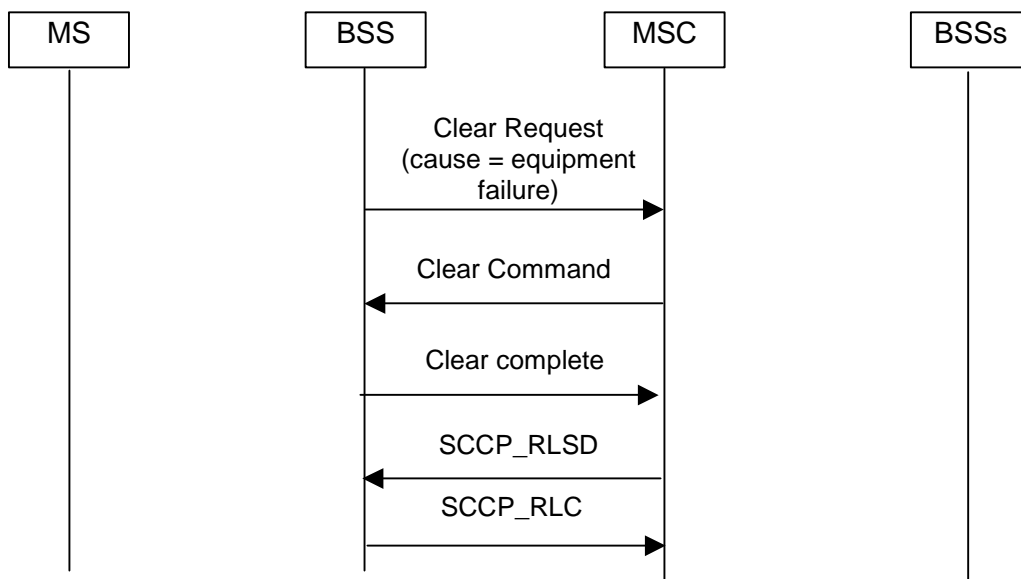 MS
BSS
MSC
BSSs
Clear Request
(cause = equipment
failure)
Clear Command
Clear complete
SCCP_RLSD
SCCP_RLC